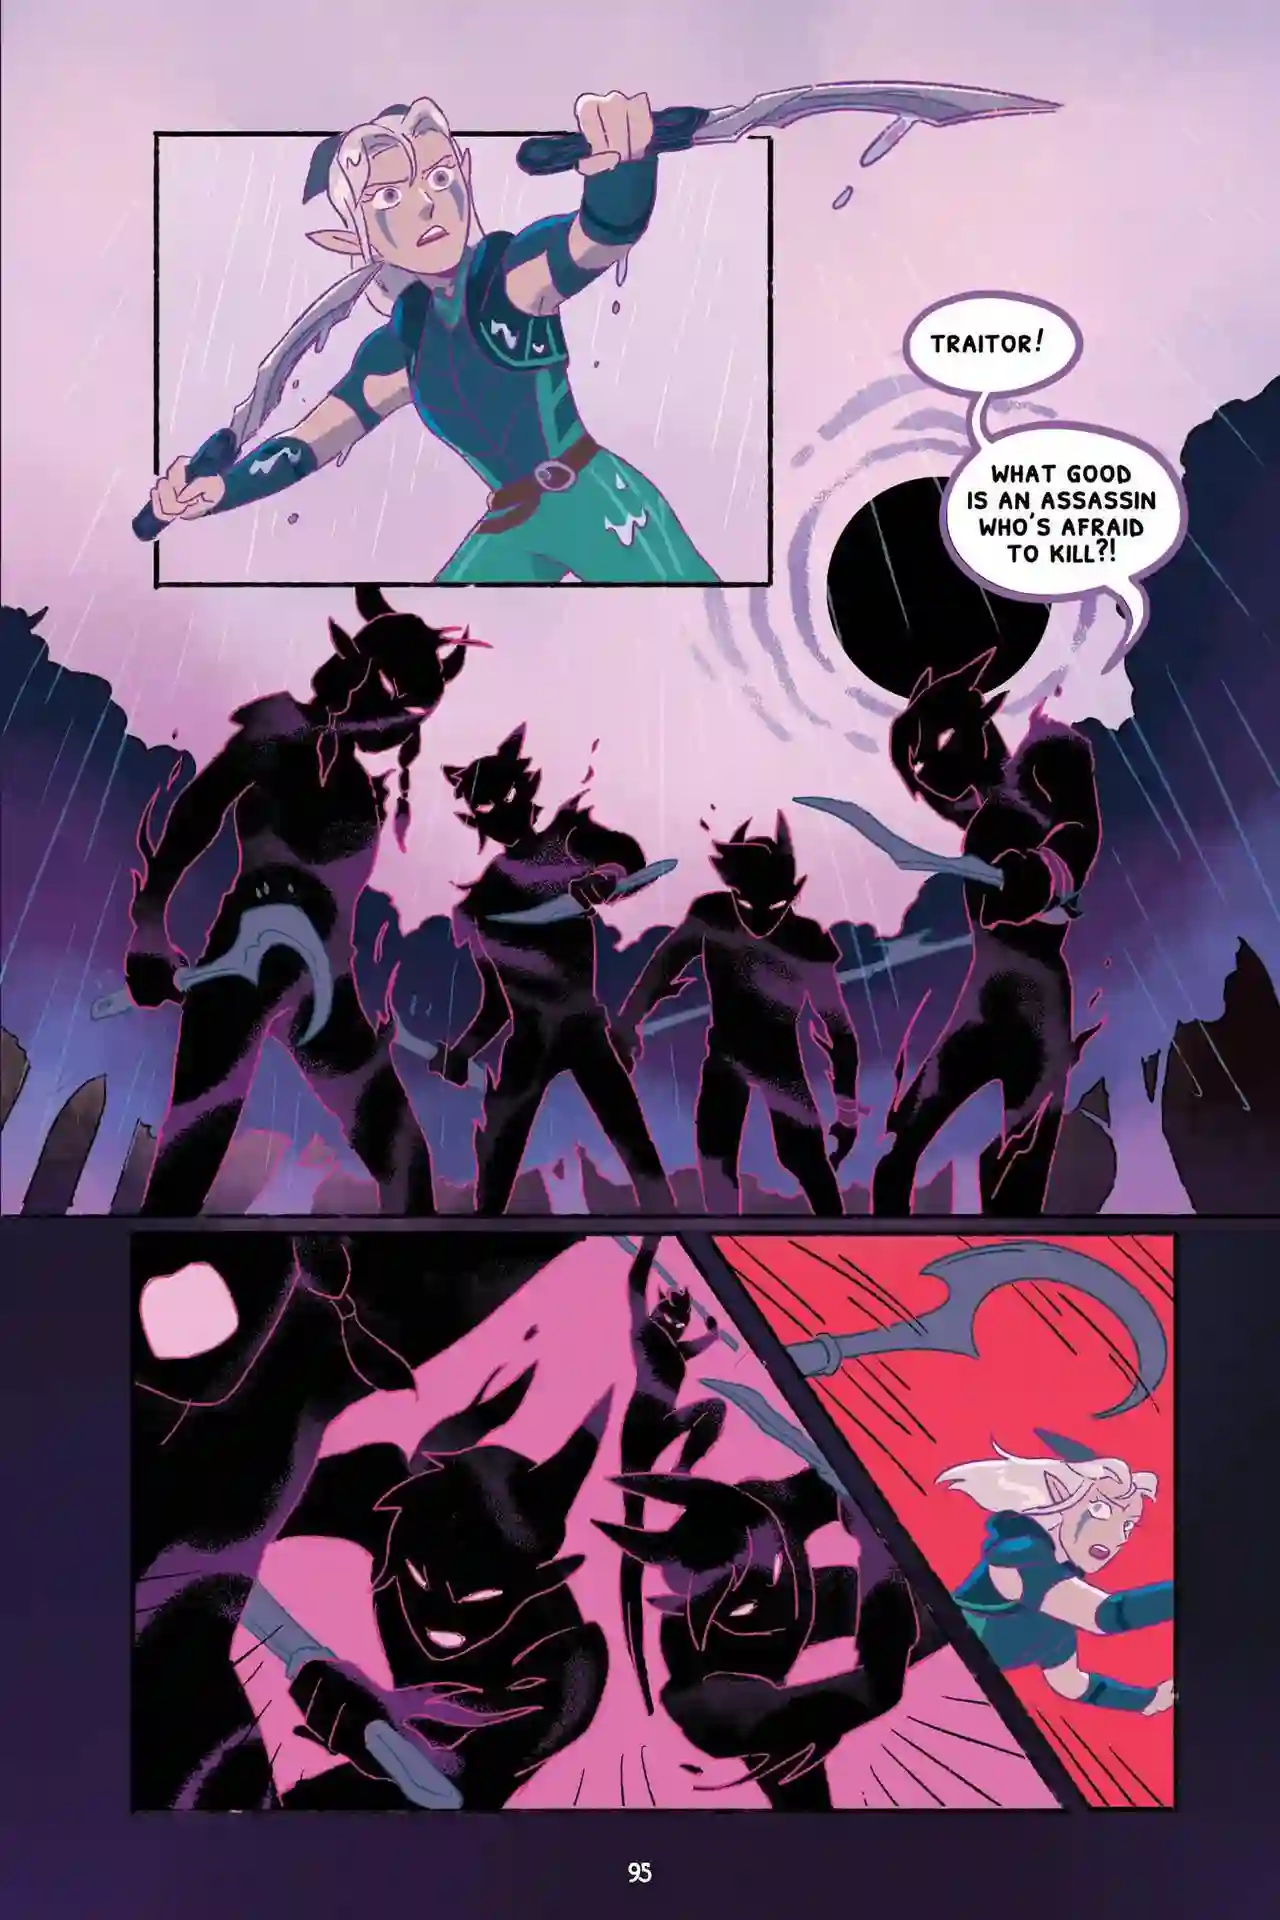 TRAITOR!
WHAT GOOD
IS AN ASSASSIN
WHO'S AFRAID
TO KILL?!
95